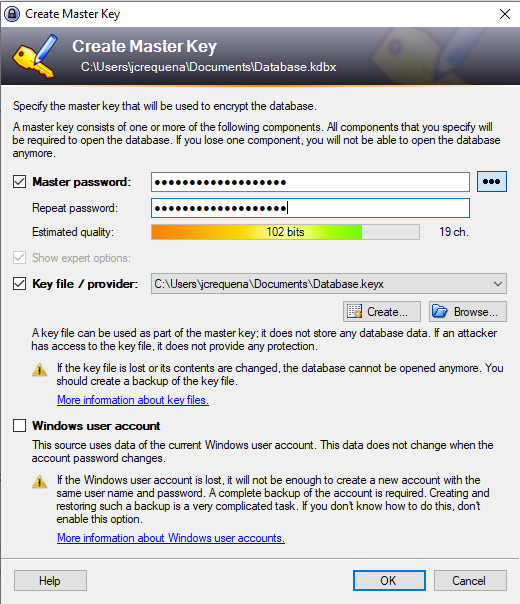 Create Master Key
Create Master Key
C:\Users\jcrequena\Documents\Database.kdbx
Specify the master key that will be used to encrypt the database.
A master key consists of one or more of the following components. All components that you specify will
be required to open the database. If you lose one component, you will not be able to open the database
anymore.
Master password: ●●●●●●●●●●●●●●●●●●● •••
Repeat password: ●●●●●●●●●●●●●●●●●●●
Estimated quality: 102 bits 19 ch.
Show expert options:
Key file / provider: C:\Users\jcrequena\Documents\Database.keyx
Create... Browse...
A key file can be used as part of the master key; it does not store any database data. If an attacker
has access to the key file, it does not provide any protection.
If the key file is lost or its contents are changed, the database cannot be opened anymore. You
should create a backup of the key file.
More information about key files.
Windows user account
This source uses data of the current Windows user account. This data does not change when the
account password changes.
If the Windows user account is lost, it will not be enough to create a new account with the
same user name and password. A complete backup of the account is required. Creating and
restoring such a backup is a very complicated task. If you don't know how to do this, don't
enable this option.
More information about Windows user accounts.
Help OK Cancel